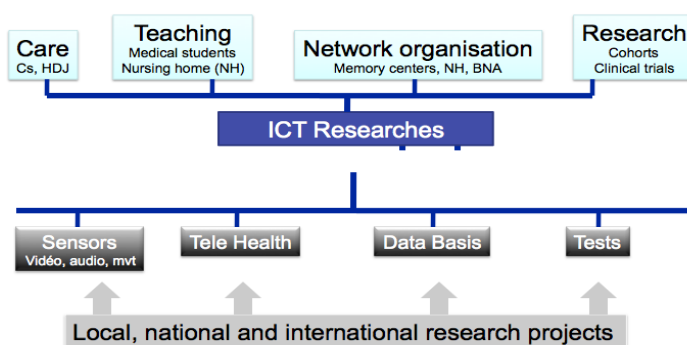 Care
Cs, HDJ
Teaching
Medical students
Nursing home (NH)
Network organisation
Memory centers, NH, BNA
Research
Cohorts
Clinical trials
ICT Researches
Sensors
Vidéo, audio, mvt
Tele Health
Data Basis
Tests
Local, national and international research projects